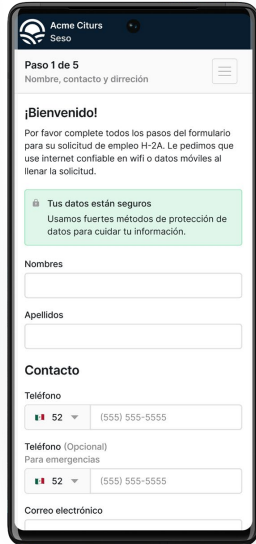 Acme Citurs
Seso
Paso 1 de 5
Nombre, contacto y dirreción
¡Bienvenido!
Por favor complete todos los pasos del formulario
para su solicitud de empleo H-2A. Le pedimos que
use internet confiable en wifi o datos móviles al
llenar la solicitud.
Tus datos están seguros
Usamos fuertes métodos de protección de
datos para cuidar tu información.
Nombres
Apellidos
Contacto
Teléfono
52 (555) 555-5555
Teléfono (Opcional)
Para emergencias
52 (555) 555-5555
Correo electrónico